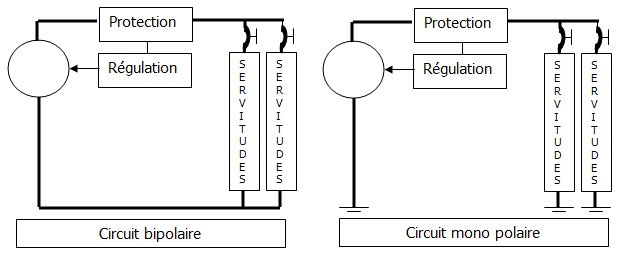 Protection
Régulation
SERVITUDES
SERVITUDES
Circuit bipolaire
Protection
Régulation
SERVITUDES
SERVITUDES
Circuit mono polaire